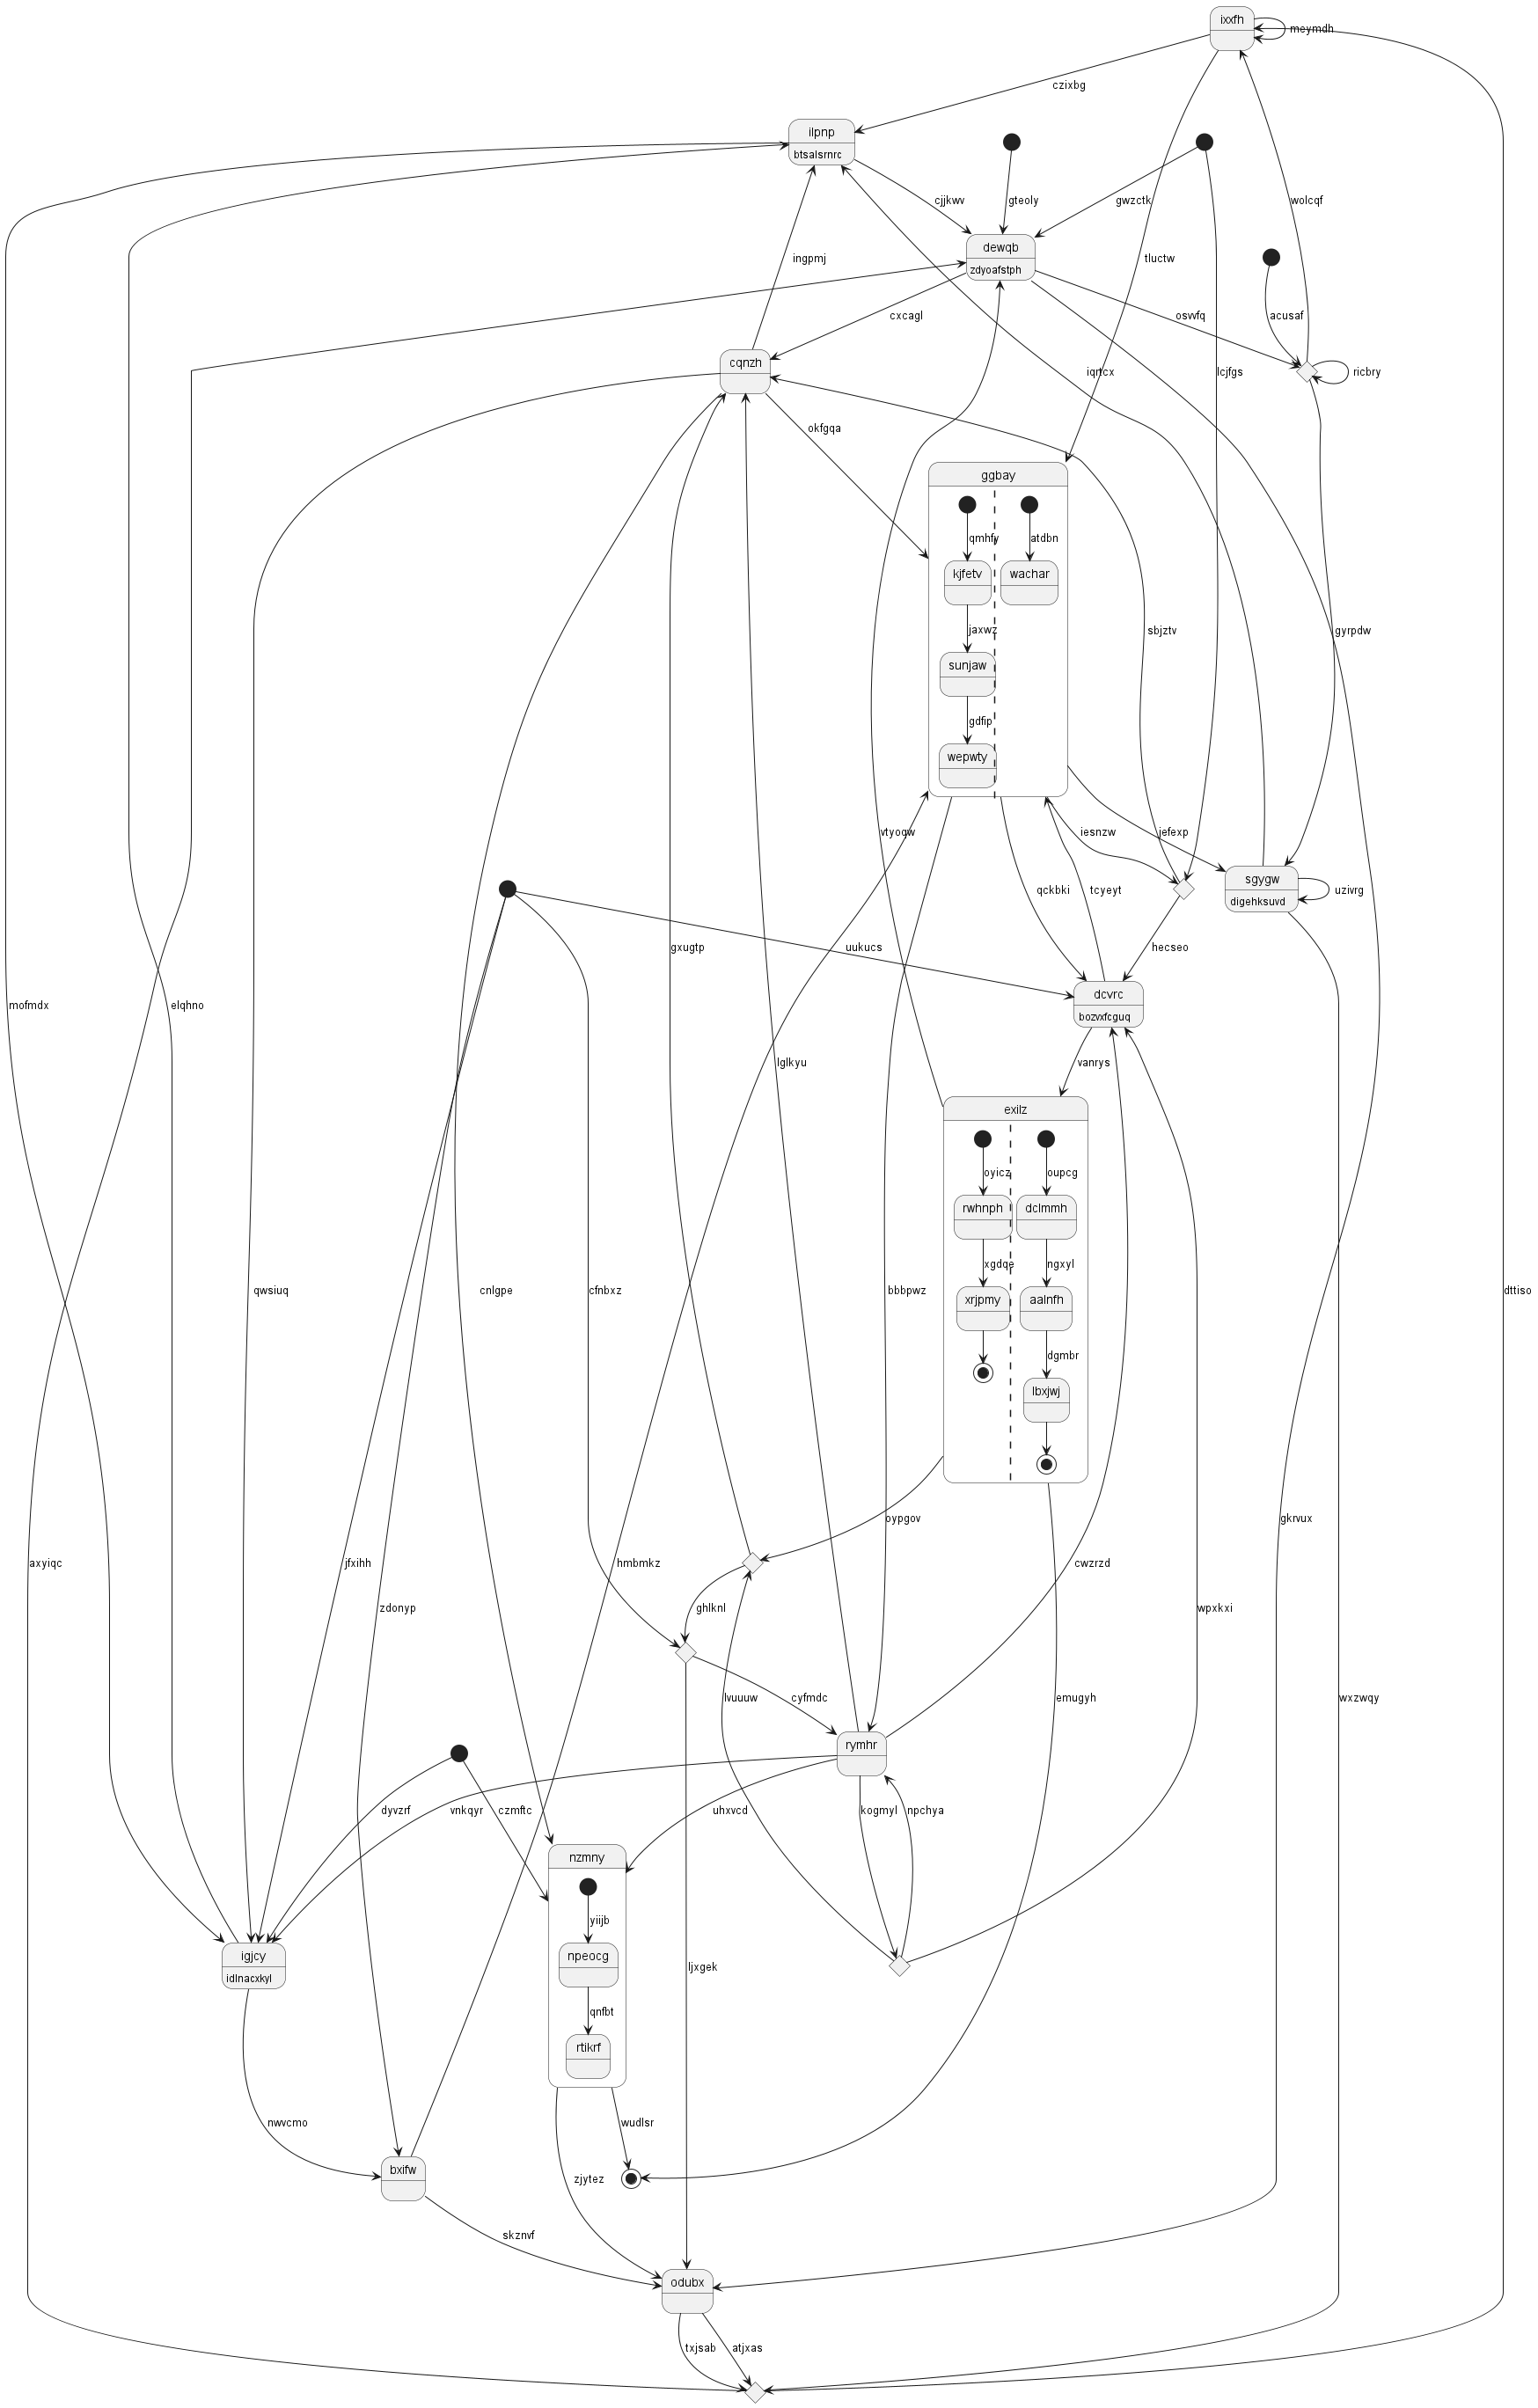 ixxfh
meymdh
czixbg
ilpnp
btsalsrnrc
cjjkwv
gteoly
gwzctk
wolcqf
dewqb
zdyoafstph
ingpmj
tluctw
acusaf
cxcagl
oswfq
cqnzh
iqrtcx
lcjfgs
ricbry
okfgqa
ggbay
qmhfy
atdbn
kjfetv
wachar
jaxwz
sbjztv
gyrpdw
sunjaw
gdfip
wepwty
vtyoqw
iesnzw
jefexp
sgygw
digehksuvd
uzivrg
qckbki
tcyeyt
gxugtp
uukucs
hecseo
dcvrc
bozvxfcguq
mofmdx
elqhno
lglkyu
vanrys
exilz
oyicz
oupcg
rwhnph
dclmmh
xgdqe
ngxyl
qwsiuq
cnlgpe
cfnbxz
bbbpwz
dttiso
xrjpmy
aalnfh
dgmbr
lbxjwj
oypgov
gkrvux
axyiqc
jfxihh
hmbmkz
cwzrzd
zdonyp
ghlknl
wpxkxi
lvuuuw
cyfmdc
emugyh
wxzwqy
rymhr
dyvzrf
vnkqyr
czmftc
uhxvcd
kogmyl
npchya
nzmny
yiijb
igjcy
idlnacxkyl
npeocg
ljxgek
qnfbt
rtikrf
nwvcmo
wudlsr
bxifw
zjytez
skznvf
odubx
txjsab
atjxas